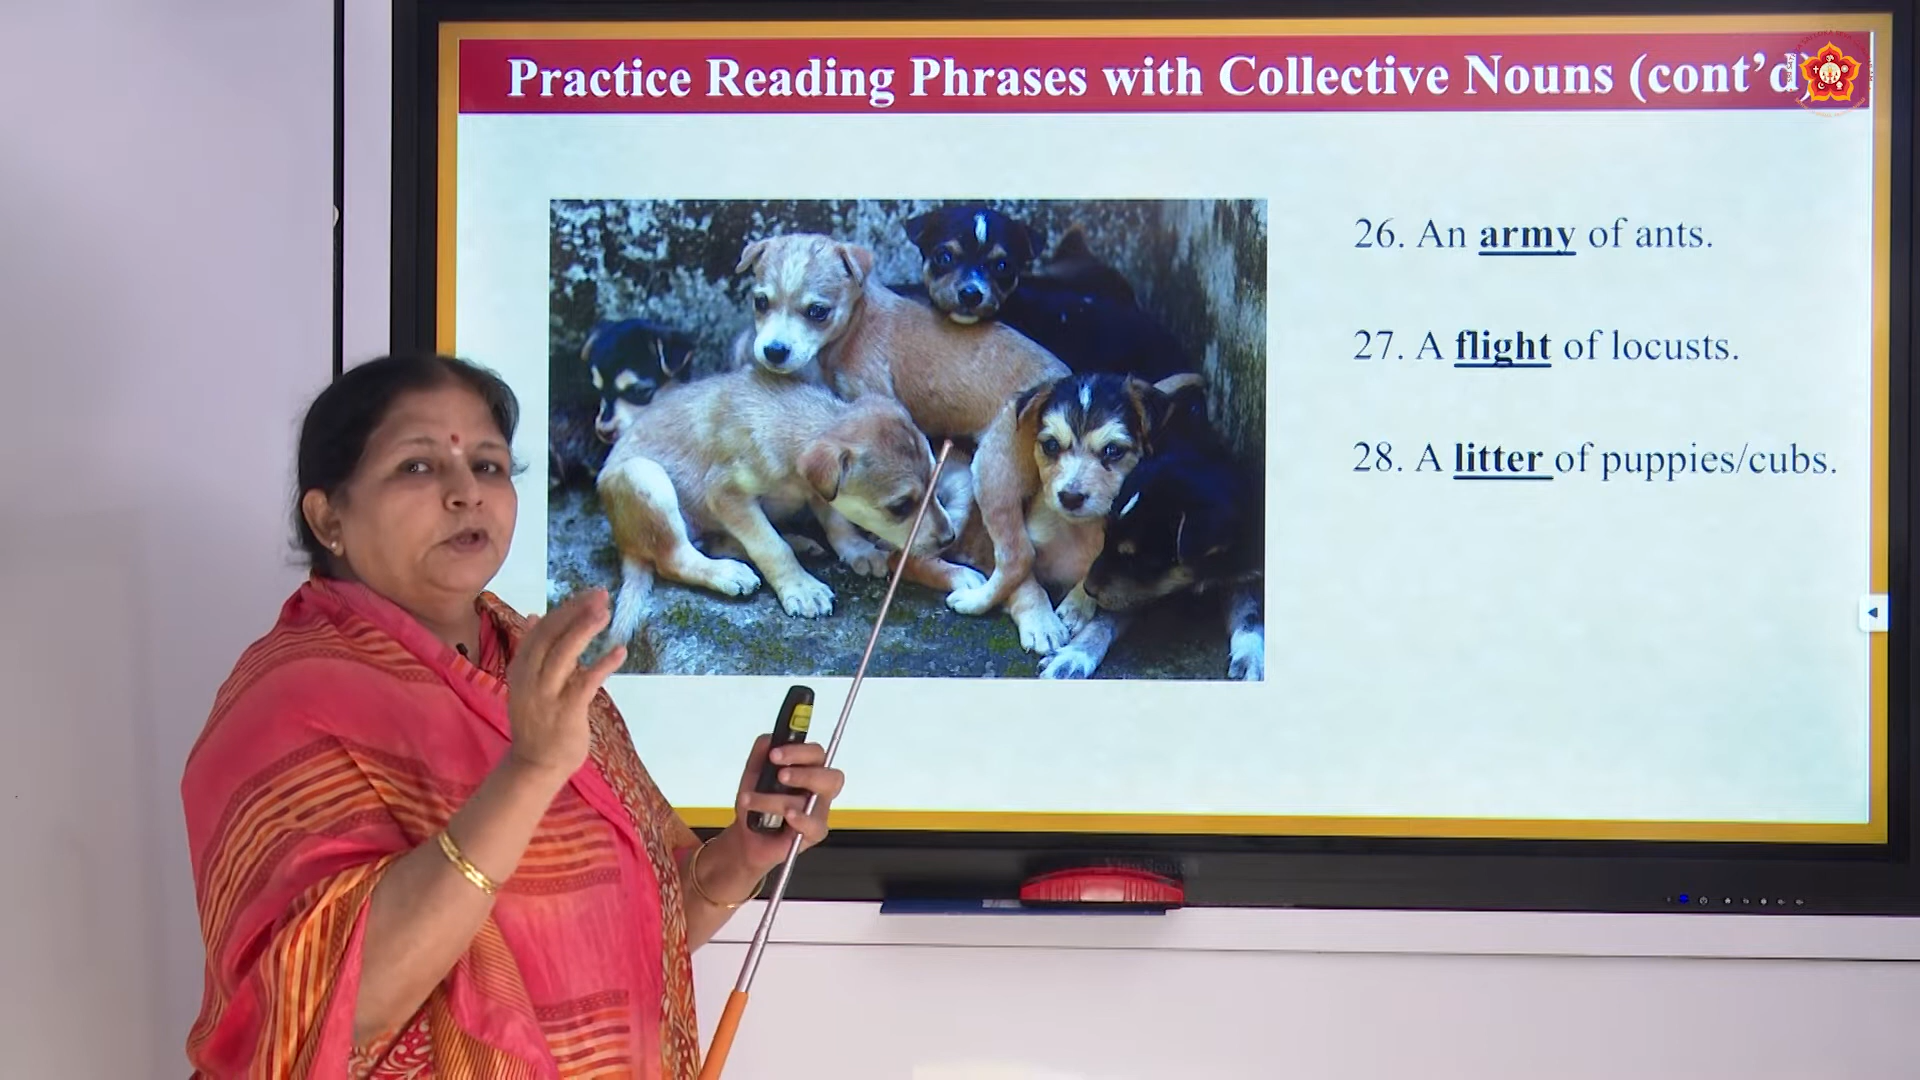 Practice Reading Phrases with Collective Nouns (cont’d)
26. An army of ants.
27. A flight of locusts.
28. A litter of puppies/cubs.
ViewSonic